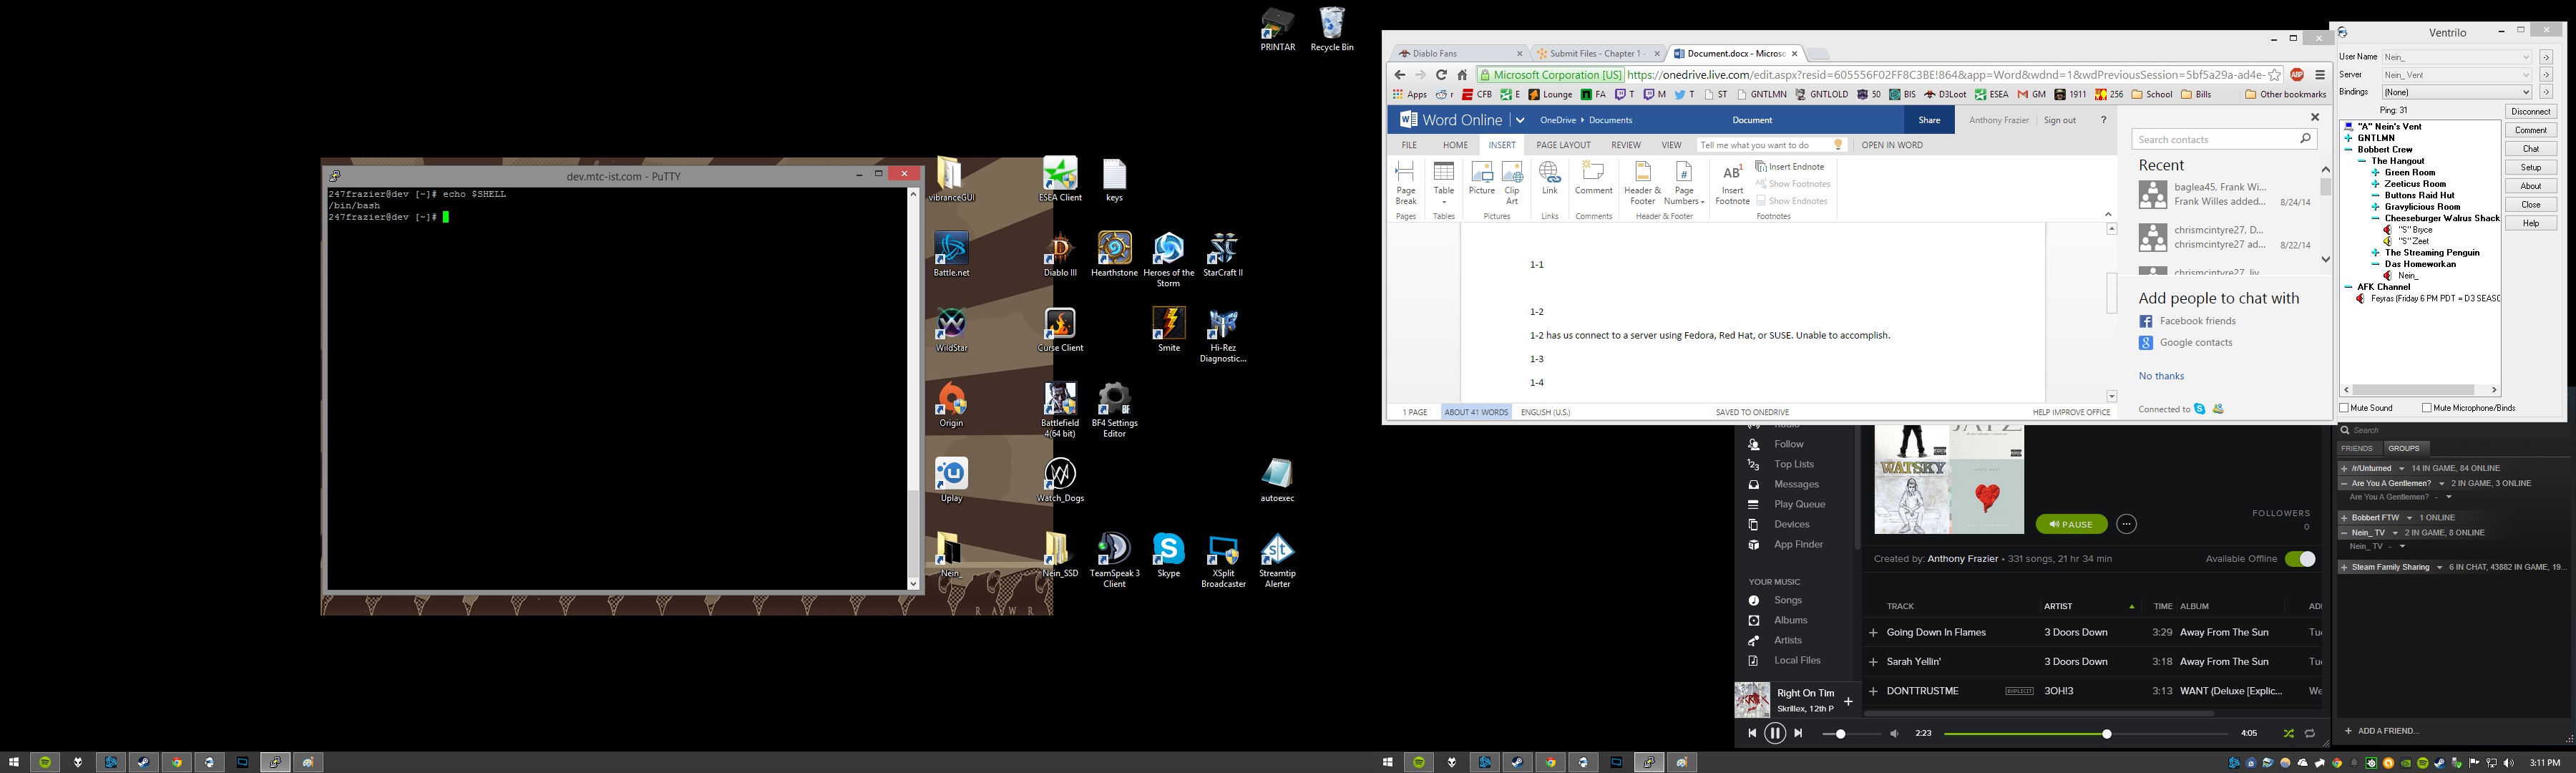 PRINTAR
Recycle Bin
dev.mtc-ist.com - PuTTY
247frazier@dev [~]# echo $SHELL
/bin/bash
247frazier@dev [~]#
vibranceGUI
ESEA Client
keys
Battle.net
Diablo III
Hearthstone
Heroes of the
Storm
StarCraft II
WildStar
Curse Client
Smite
Hi-Rez
Diagnostic...
Origin
Battlefield
4(64 bit)
BF4 Settings
Editor
Uplay
Watch_Dogs
autoexec
Nein_
Nein_SSD
TeamSpeak 3
Client
Skype
XSplit
Broadcaster
Streamtip
Alerter
R A W R
Diablo Fans
Submit Files - Chapter 1 -
Document.docx - Microso
Microsoft Corporation [US] https://onedrive.live.com/edit.aspx?resid=605556F02FF8C3BE!864&app=Word&wdnd=1&wdPreviousSession=5bf5a29a-ad4e-
Apps r CFB E Lounge FA T M T ST GNTLMN GNTLOLD 50 BIS D3Loot ESEA GM 1911 256 School Bills Other bookmarks
Word Online OneDrive Documents Document Share Anthony Frazier Sign out ?
FILE HOME INSERT PAGE LAYOUT REVIEW VIEW Tell me what you want to do OPEN IN WORD
Page
Break
Table
Picture
Clip
Art
Link
Comment
Header &
Footer
Page
Numbers
AB1
Insert
Footnote
Insert Endnote
Show Footnotes
Show Endnotes
Pages Tables Pictures Links Comments Header & Footer Footnotes
1-1
1-2
1-2 has us connect to a server using Fedora, Red Hat, or SUSE. Unable to accomplish.
1-3
1-4
1 PAGE ABOUT 41 WORDS ENGLISH (U.S.) SAVED TO ONEDRIVE HELP IMPROVE OFFICE
Search contacts
Recent
baglea45, Frank Wi...
Frank Willes added... 8/24/14
chrismcintyre27, D...
chrismcintyre27 ad... 8/22/14
chrismcintyre27, liv
Add people to chat with
Facebook friends
Google contacts
No thanks
Connected to
Ventrilo
User Name Nein_
Server Nein_ Vent
Bindings (None)
Ping: 31
Disconnect
Comment
Chat
Setup
About
Close
Help
"A" Nein's Vent
GNTLMN
Bobbert Crew
The Hangout
Green Room
Zeeticus Room
Buttons Raid Hut
Gravylicious Room
Cheeseburger Walrus Shack
"S" Bryce
"S" Zeet
The Streaming Penguin
Das Homeworkan
Nein_
AFK Channel
Feyras (Friday 6 PM PDT = D3 SEASO
Mute Sound Mute Microphone/Binds
Follow
Top Lists
Messages
Play Queue
Devices
App Finder
YOUR MUSIC
Songs
Albums
Artists
Local Files
WATSKY
PAUSE
FOLLOWERS
0
Created by: Anthony Frazier • 331 songs, 21 hr 34 min Available Offline
TRACK ARTIST TIME ALBUM
Going Down In Flames 3 Doors Down 3:29 Away From The Sun Tu
Sarah Yellin' 3 Doors Down 3:18 Away From The Sun Tu
DONTTRUSTME EXPLICIT 3OH!3 3:13 WANT (Deluxe [Explic... We
Right On Tim
Skrillex, 12th P
2:23 4:05
Search
FRIENDS GROUPS
/r/Unturned 14 IN GAME, 84 ONLINE
Are You A Gentlemen? 2 IN GAME, 3 ONLINE
Are You A Gentlemen? -
Bobbert FTW 1 ONLINE
Nein_ TV 2 IN GAME, 8 ONLINE
Nein_ TV -
Steam Family Sharing 6 IN CHAT, 43882 IN GAME, 19...
+ ADD A FRIEND...
3:11 PM